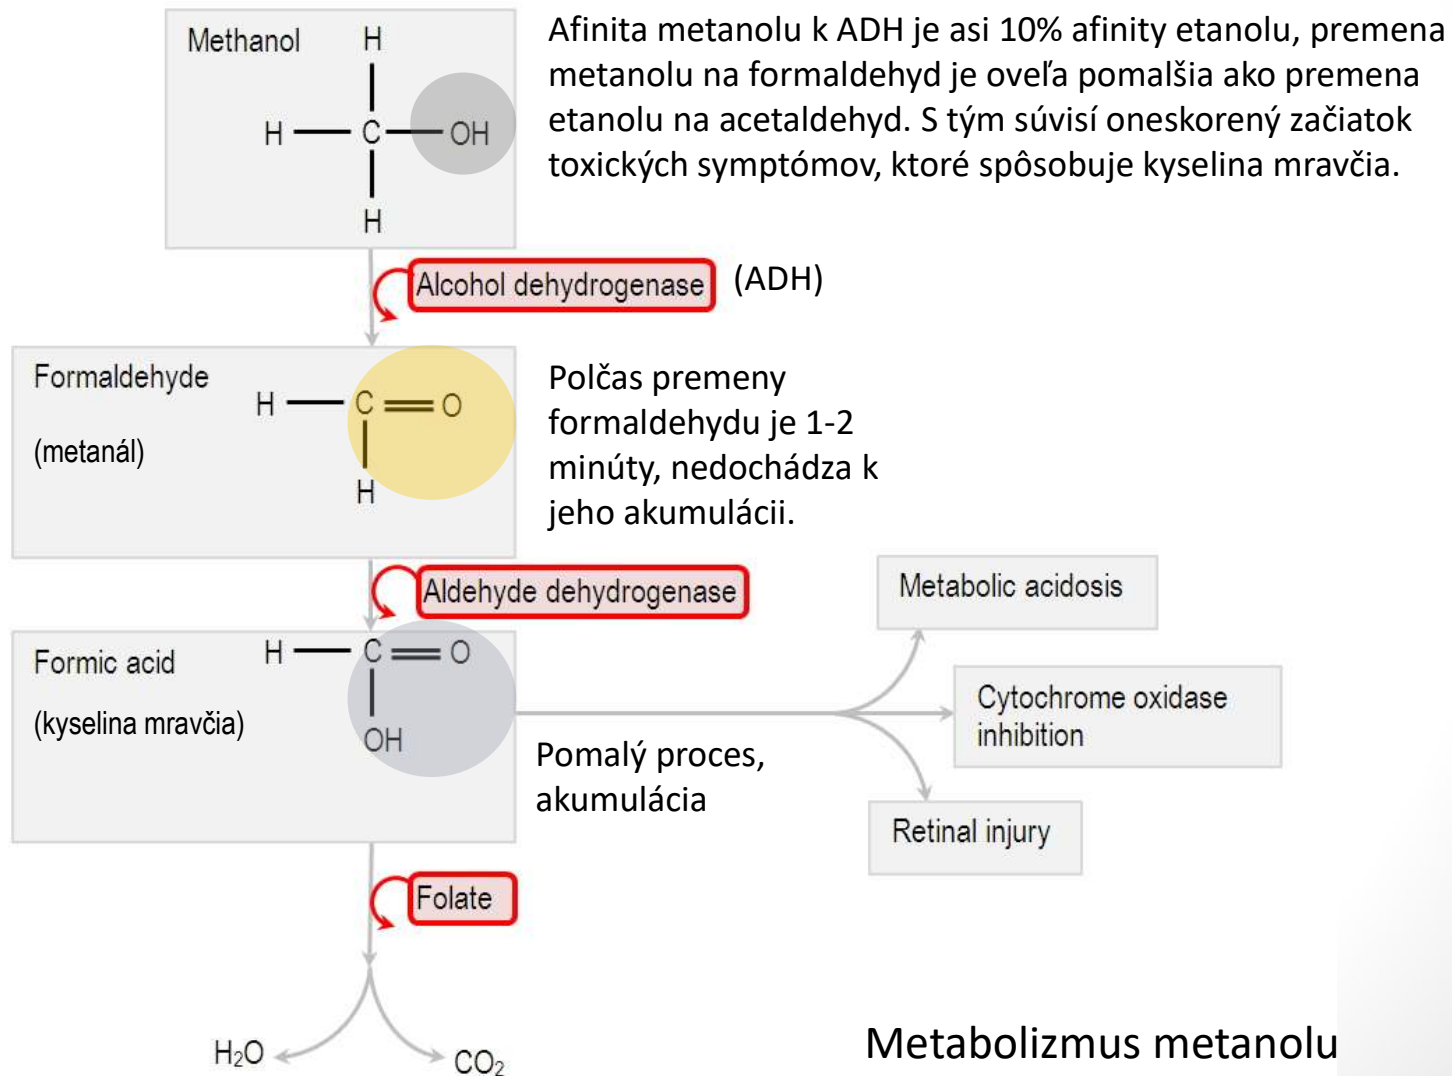 Methanol
H
H C OH
H
Afinita metanolu k ADH je asi 10% afinity etanolu, premena
metanolu na formaldehyd je oveľa pomalšia ako premena
etanolu na acetaldehyd. S tým súvisí oneskorený začiatok
toxických symptómov, ktoré spôsobuje kyselina mravčia.
Alcohol dehydrogenase
(ADH)
Formaldehyde
(metanál)
H C O
H
Polčas premeny
formaldehydu je 1-2
minúty, nedochádza k
jeho akumulácii.
Aldehyde dehydrogenase
Formic acid
(kyselina mravčia)
H C O
OH
Pomalý proces,
akumulácia
Metabolic acidosis
Cytochrome oxidase
inhibition
Retinal injury
Folate
H₂O
CO₂
Metabolizmus metanolu